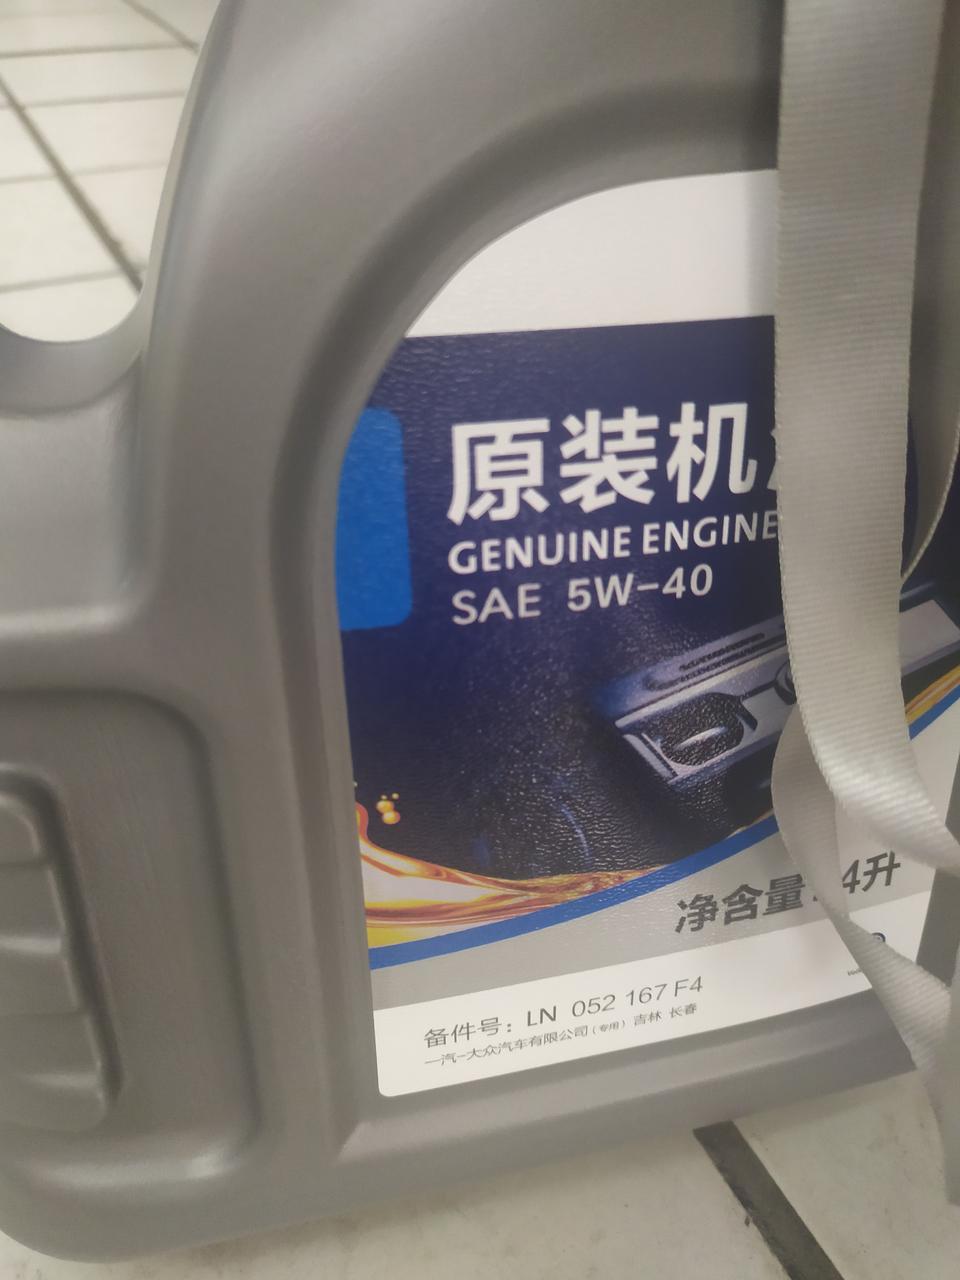 原装机
GENUINE ENGINE
SAE 5W-40
净含量: 4升
备件号: LN 052 167 F4
一汽-大众汽车有限公司(专用) 吉林 长春